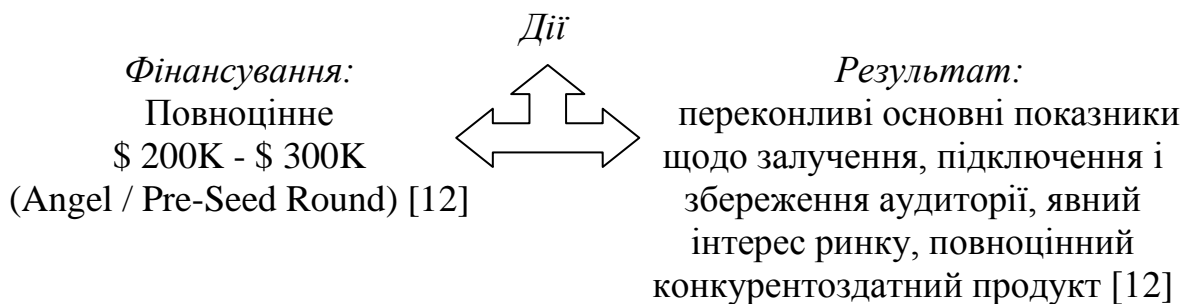 Дії
Фінансування:
Повноцінне
$ 200K - $ 300K
(Angel / Pre-Seed Round) [12]
Результат:
переконливі основні показники
щодо залучення, підключення і
збереження аудиторії, явний
інтерес ринку, повноцінний
конкурентоздатний продукт [12]